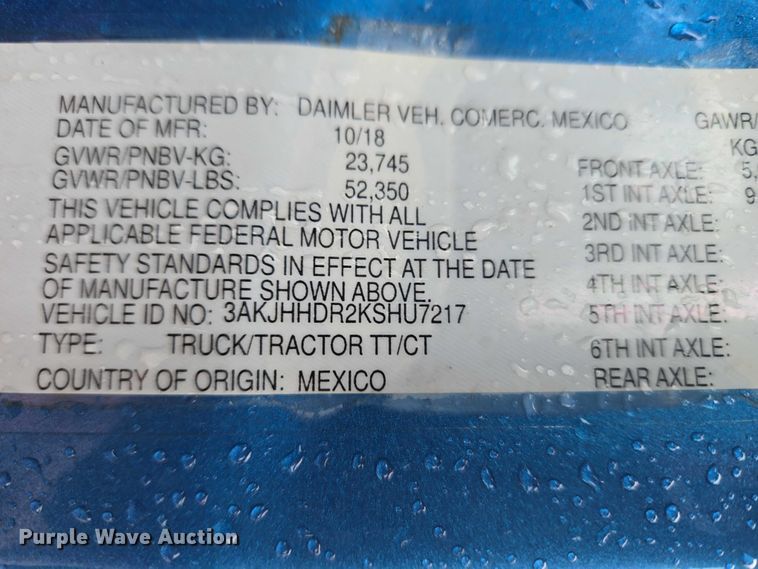 MANUFACTURED BY: DAIMLER VEH. COMERC. MEXICO GAWR/
DATE OF MFR: 10/18 KG
GVWR/PNBV-KG: 23,745 FRONT AXLE: 5,
GVWR/PNBV-LBS: 52,350 1ST INT AXLE: 9
THIS VEHICLE COMPLIES WITH ALL 2ND INT AXLE:
APPLICABLE FEDERAL MOTOR VEHICLE 3RD INT AXLE:
SAFETY STANDARDS IN EFFECT AT THE DATE 4TH INT AXLE:
OF MANUFACTURE SHOWN ABOVE.
VEHICLE ID NO: 3AKJHHDR2KSHU7217 5TH INT AXLE:
TYPE: TRUCK/TRACTOR TT/CT 6TH INT AXLE:
COUNTRY OF ORIGIN: MEXICO REAR AXLE:
Purple Wave Auction